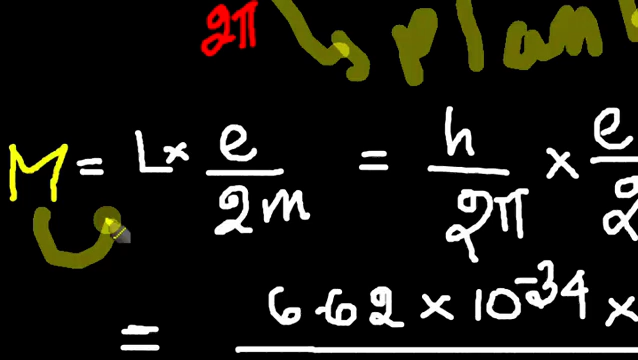 2π plan
M = L × e/2m = h/2π × e/2
= 6.62 × 10⁻³⁴ ×